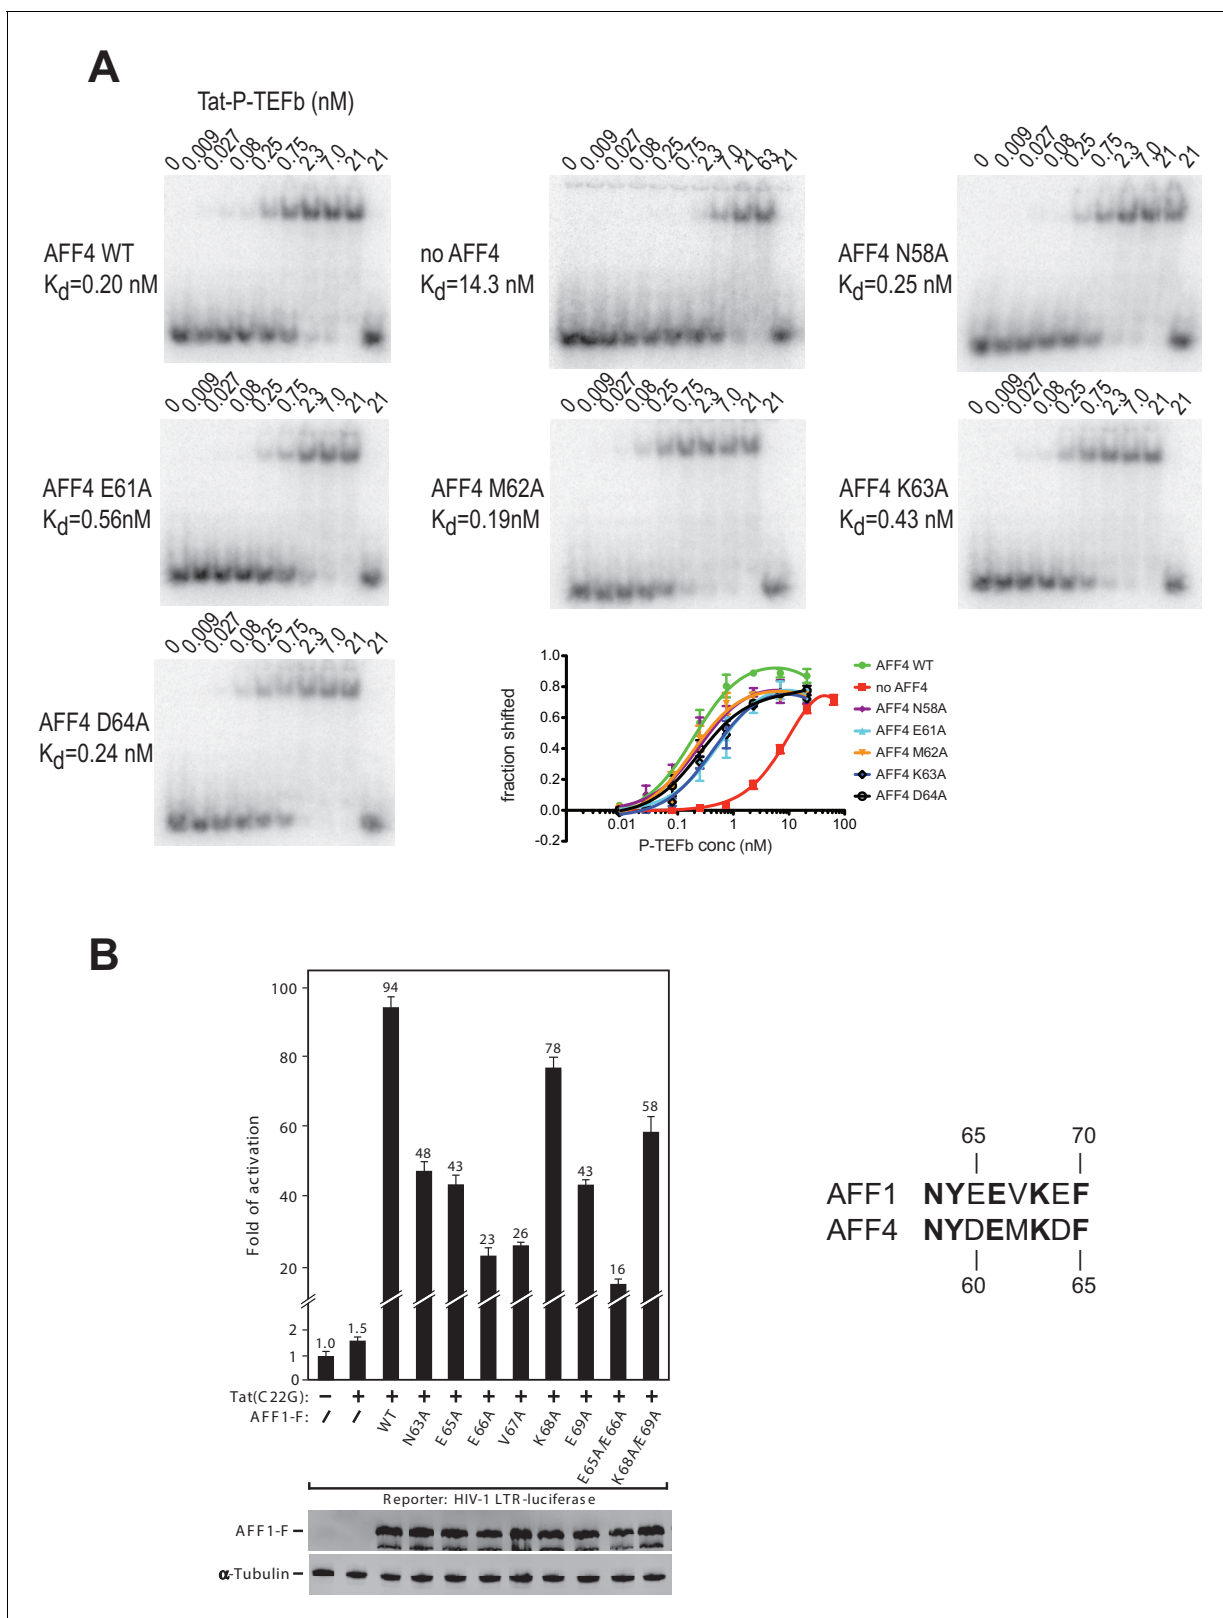 A
Tat-P-TEFb (nM)
0 0.009 0.027 0.08 0.25 0.75 2.3 7.0 21 21
AFF4 WT
Kd=0.20 nM
0 0.009 0.027 0.08 0.25 0.75 2.3 7.0 21 63 21
no AFF4
Kd=14.3 nM
0 0.009 0.027 0.08 0.25 0.75 2.3 7.0 21 21
AFF4 N58A
Kd=0.25 nM
0 0.009 0.027 0.08 0.25 0.75 2.3 7.0 21 21
AFF4 E61A
Kd=0.56nM
0 0.009 0.027 0.08 0.25 0.75 2.3 7.0 21 21
AFF4 M62A
Kd=0.19nM
0 0.009 0.027 0.08 0.25 0.75 2.3 7.0 21 21
AFF4 K63A
Kd=0.43 nM
0 0.009 0.027 0.08 0.25 0.75 2.3 7.0 21 21
AFF4 D64A
Kd=0.24 nM
fraction shifted
1.0
0.8
0.6
0.4
0.2
0.0
-0.2
0.01 0.1 1 10 100
P-TEFb conc (nM)
AFF4 WT
no AFF4
AFF4 N58A
AFF4 E61A
AFF4 M62A
AFF4 K63A
AFF4 D64A
B
Fold of activation
100
80
60
40
20
2
1
0
1.0 1.5 94 48 43 23 26 78 43 16 58
Tat(C22G): – + + + + + + + + + +
AFF1-F: / / WT N63A E65A E66A V67A K68A E69A E65A/E66A K68A/E69A
Reporter: HIV-1 LTR-luciferase
AFF1-F
α-Tubulin
65 70
AFF1 NYEEVKEF
AFF4 NYDEMKDF
60 65